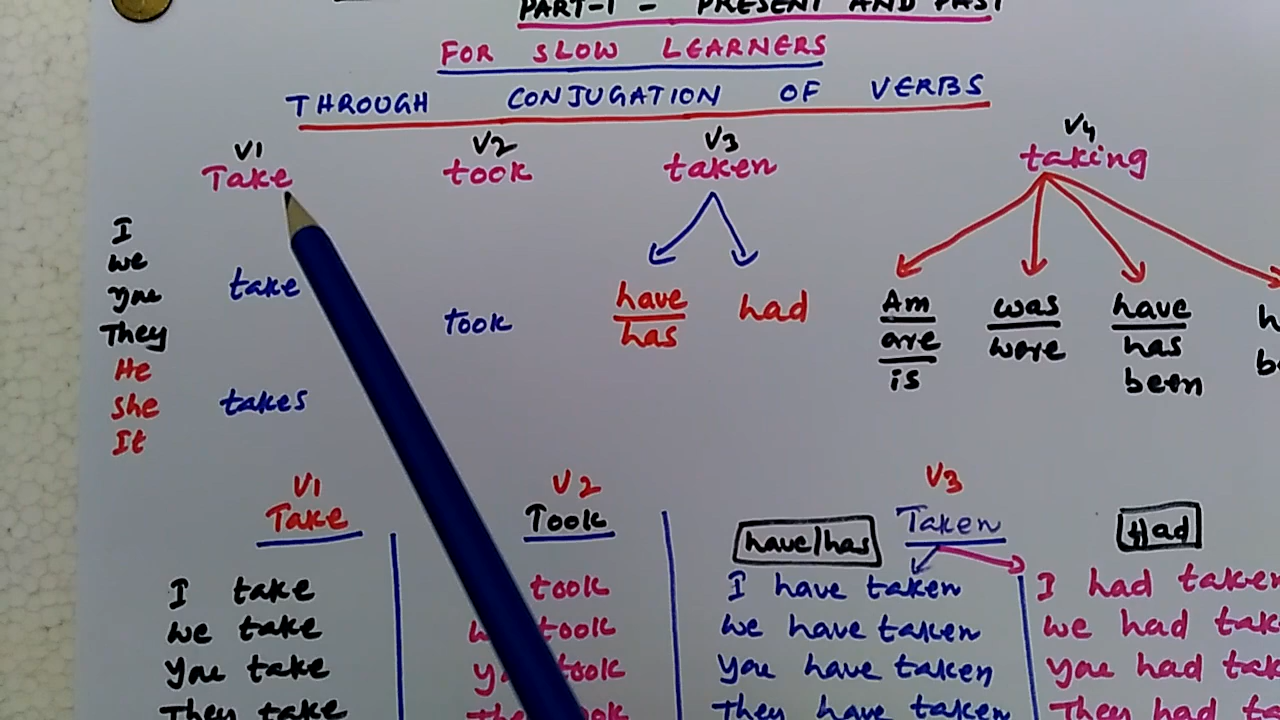 PART-1 - PRESENT AND PAST
FOR SLOW LEARNERS
THROUGH CONJUGATION OF VERBS
V1 V2 V3 V4
Take took taken taking
I
we
you take
They took have had Am was have
has are were has
is been
He
she takes
It
V1 V2 V3
Take Took have/has Taken Had
I take took I have taken I had taken
we take took we have taken we had
you take took you have taken you had
They take took They have taken They had